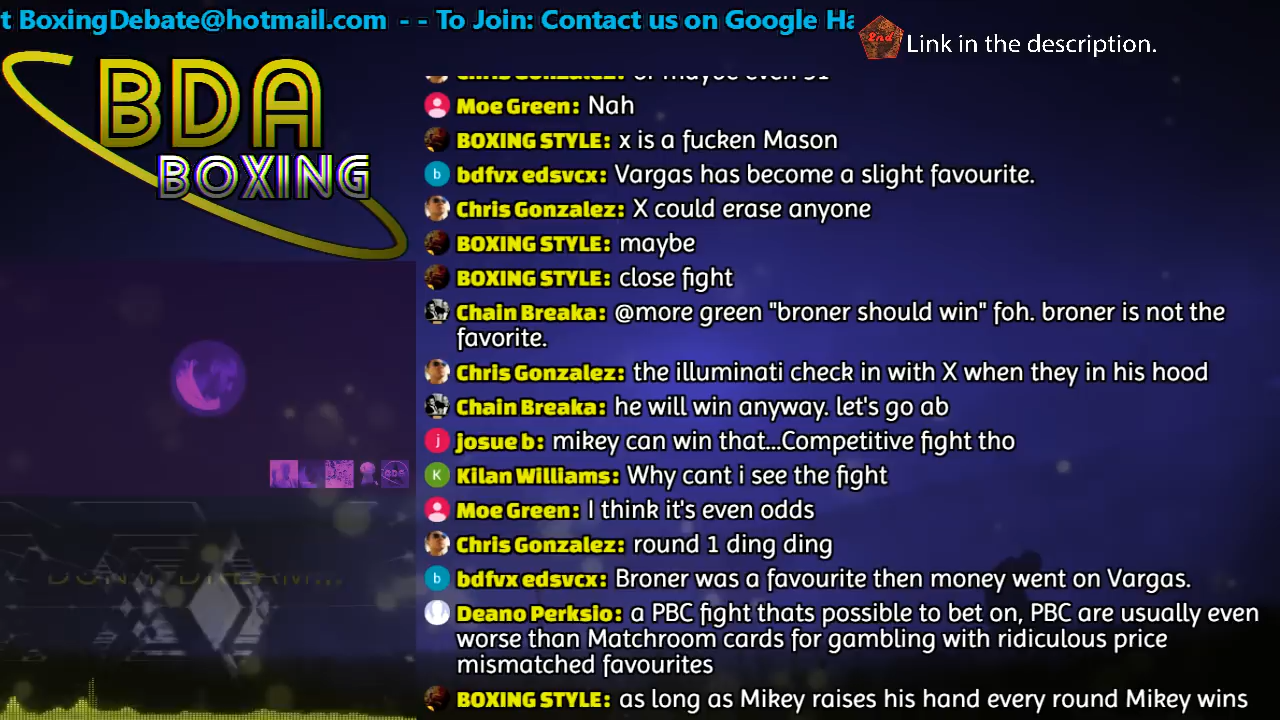 t BoxingDebate@hotmail.com - - To Join: Contact us on Google Ha
2nd
Link in the description.
BDA
BOXING
Chris Gonzalez: or maybe even 51
Moe Green: Nah
BOXING STYLE: x is a fucken Mason
b bdfvx edsvcx: Vargas has become a slight favourite.
Chris Gonzalez: X could erase anyone
BOXING STYLE: maybe
BOXING STYLE: close fight
Chain Breaka: @more green "broner should win" foh. broner is not the
favorite.
Chris Gonzalez: the illuminati check in with X when they in his hood
Chain Breaka: he will win anyway. let's go ab
j josue b: mikey can win that...Competitive fight tho
K Kilan Williams: Why cant i see the fight
Moe Green: I think it's even odds
Chris Gonzalez: round 1 ding ding
b bdfvx edsvcx: Broner was a favourite then money went on Vargas.
Deano Perksio: a PBC fight thats possible to bet on, PBC are usually even
worse than Matchroom cards for gambling with ridiculous price
mismatched favourites
BOXING STYLE: as long as Mikey raises his hand every round Mikey wins